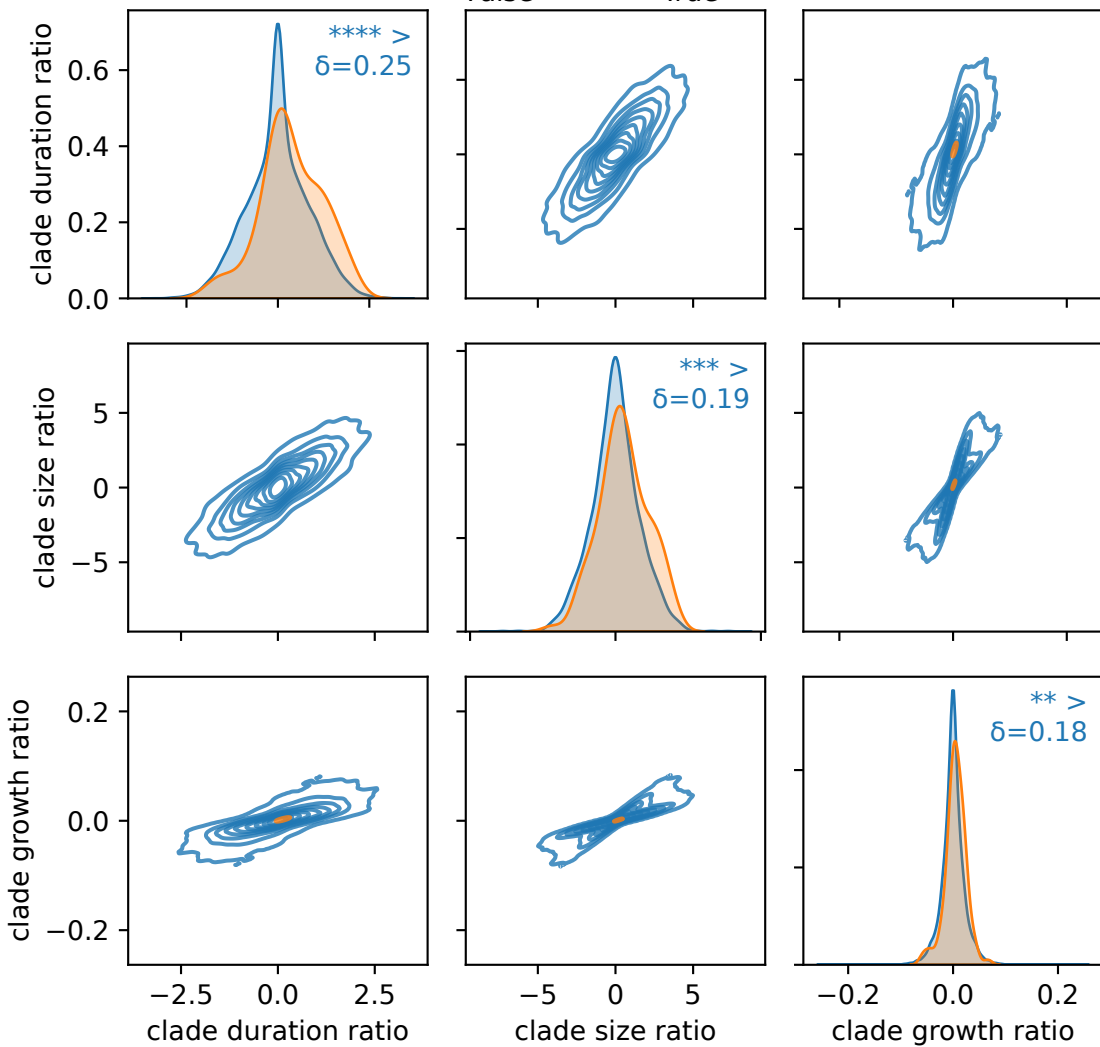 clade duration ratio
0.6
0.4
0.2
0.0
**** >
δ=0.25
clade size ratio
5
0
−5
*** >
δ=0.19
clade growth ratio
0.2
0.0
−0.2
** >
δ=0.18
−2.5 0.0 2.5
−5 0 5
−0.2 0.0 0.2
clade duration ratio
clade size ratio
clade growth ratio